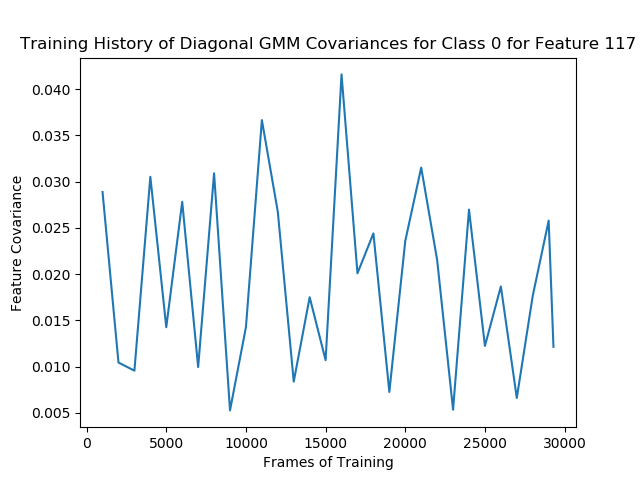 Training History of Diagonal GMM Covariances for Class 0 for Feature 117
0.040
0.035
0.030
0.025
0.020
0.015
0.010
0.005
Feature Covariance
0 5000 10000 15000 20000 25000 30000
Frames of Training